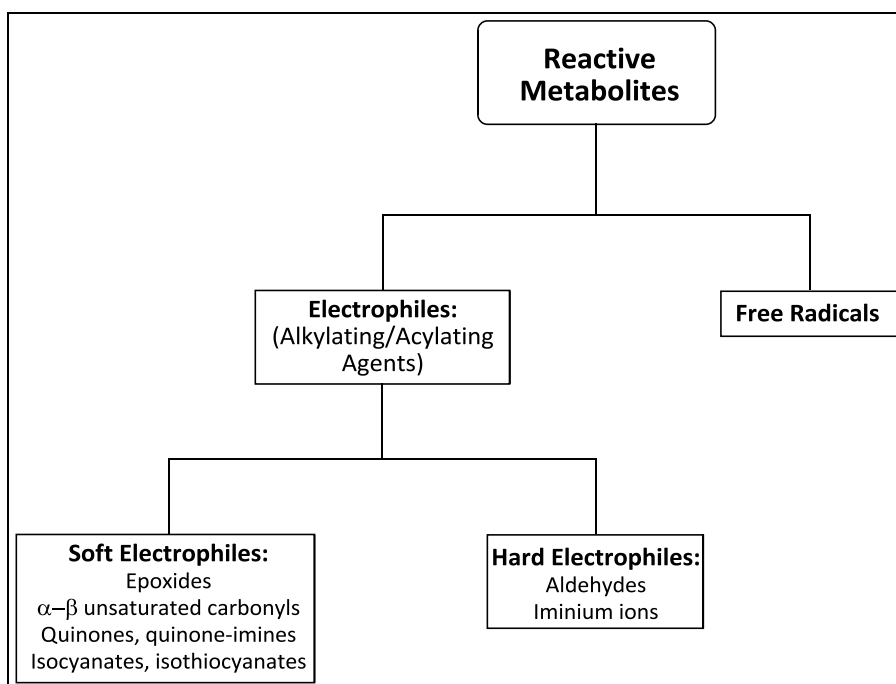 Reactive
Metabolites
Electrophiles:
(Alkylating/Acylating
Agents)
Free Radicals
Soft Electrophiles:
Epoxides
α−β unsaturated carbonyls
Quinones, quinone-imines
Isocyanates, isothiocyanates
Hard Electrophiles:
Aldehydes
Iminium ions